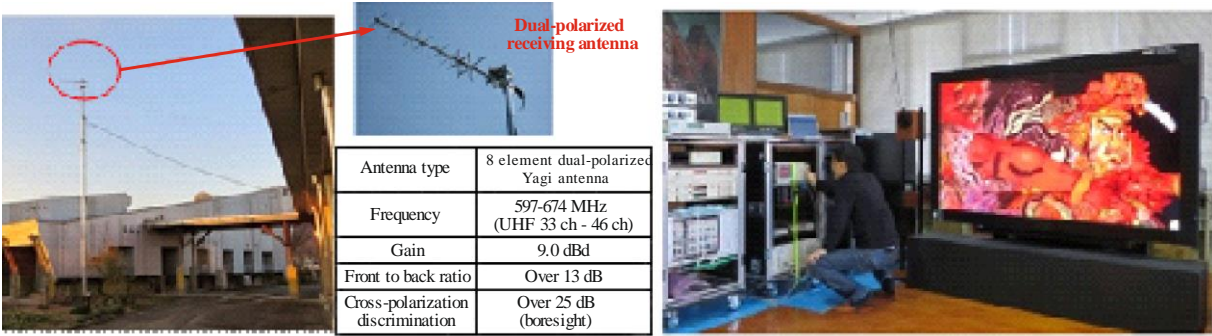 Dual-polarized
receiving antenna
Antenna type
8 element dual-polarized
Yagi antenna
Frequency
597-674 MHz
(UHF 33 ch - 46 ch)
Gain
9.0 dBd
Front to back ratio
Over 13 dB
Cross-polarization
discrimination
Over 25 dB
(boresight)